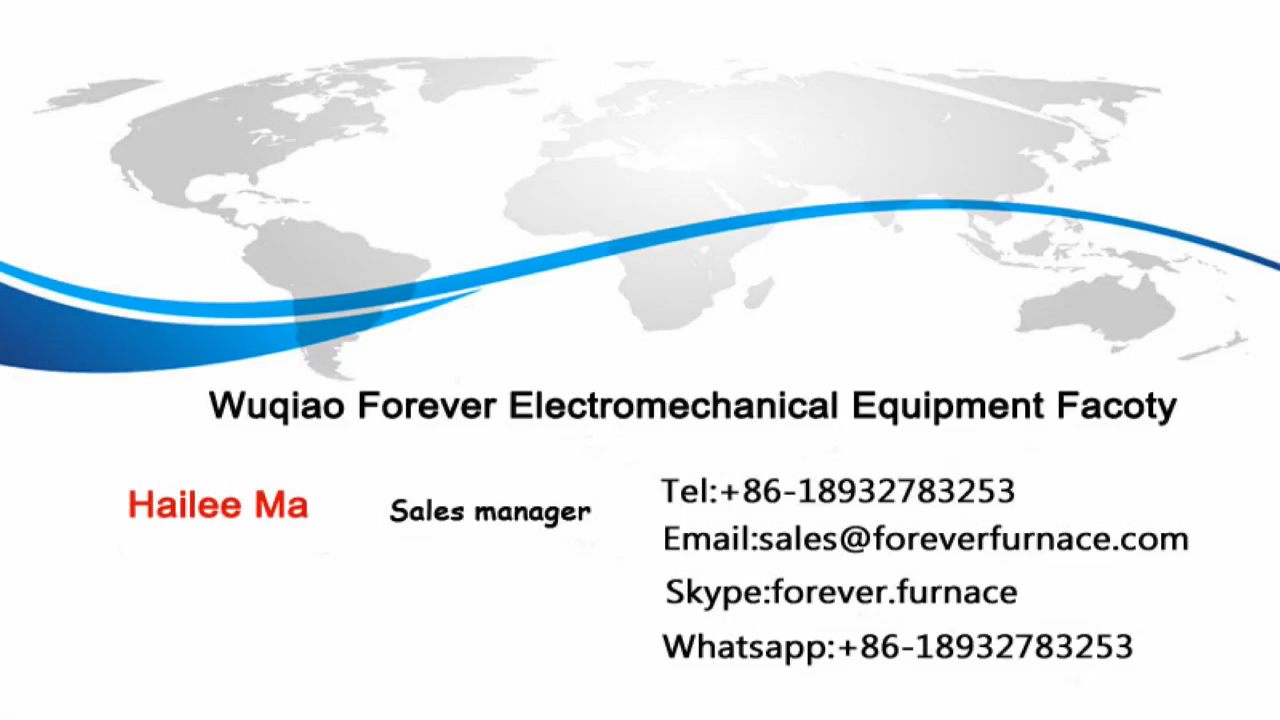 Wuqiao Forever Electromechanical Equipment Facoty
Hailee Ma
Sales manager
Tel:+86-18932783253
Email:sales@foreverfurnace.com
Skype:forever.furnace
Whatsapp:+86-18932783253